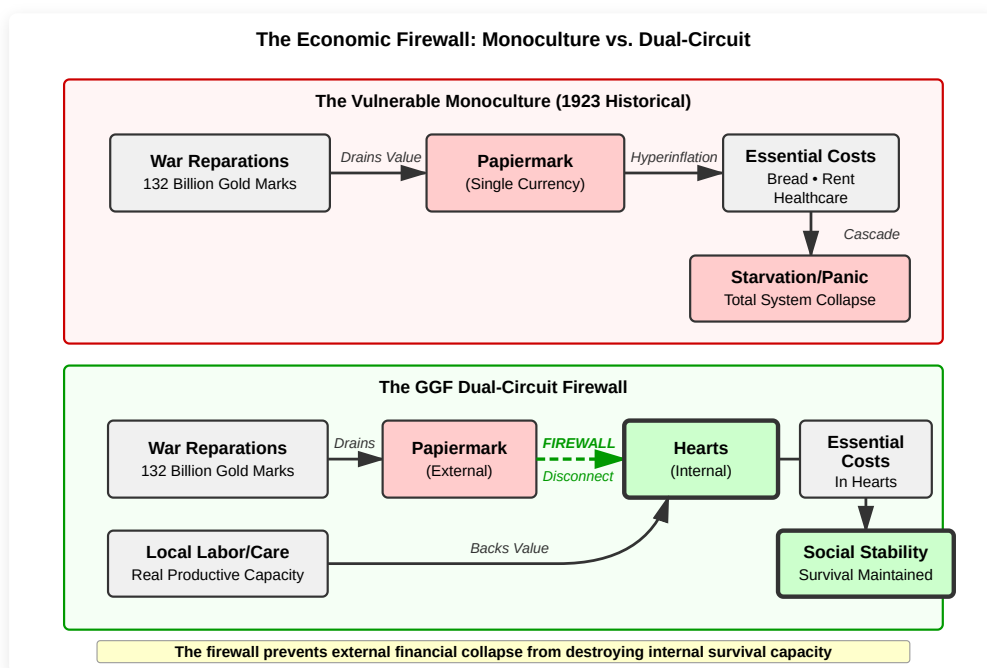 The Economic Firewall: Monoculture vs. Dual-Circuit
The Vulnerable Monoculture (1923 Historical)
War Reparations
132 Billion Gold Marks
Drains Value
Papiermark
(Single Currency)
Hyperinflation
Essential Costs
Bread • Rent
Healthcare
Cascade
Starvation/Panic
Total System Collapse
The GGF Dual-Circuit Firewall
War Reparations
132 Billion Gold Marks
Drains
Papiermark
(External)
FIREWALL
Disconnect
Hearts
(Internal)
Essential
Costs
In Hearts
Local Labor/Care
Real Productive Capacity
Backs Value
Social Stability
Survival Maintained
The firewall prevents external financial collapse from destroying internal survival capacity